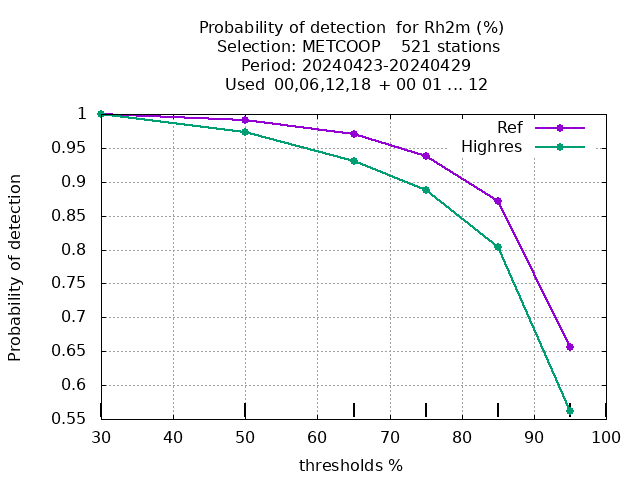 Probability of detection  for Rh2m (%)
Selection: METCOOP    521 stations
Period: 20240423-20240429
Used  00,06,12,18  + 00 01 ... 12
Ref
Highres
1
0.95
0.9
0.85
0.8
0.75
0.7
0.65
0.6
0.55
Probability of detection
30 40 50 60 70 80 90 100
thresholds %